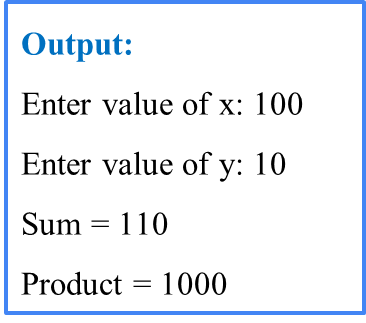 Output:
Enter value of x: 100
Enter value of y: 10
Sum = 110
Product = 1000